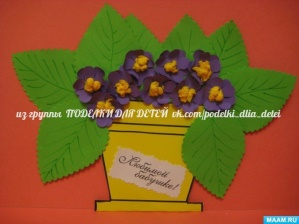 из группы ПОДЕЛКИ ДЛЯ ДЕТЕЙ vk.com/podelki_dlia_detei
Любимой
бабушке!
MAAM.RU